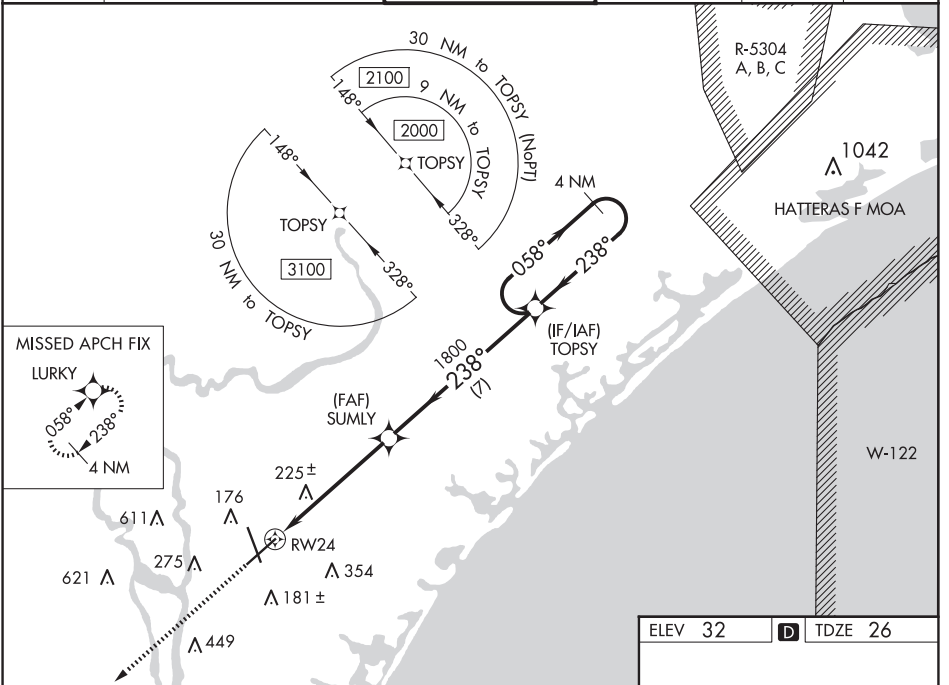 30 NM to TOPSY (NoPT)
2100
9 NM to TOPSY
148°
2000
TOPSY
328°
148°
TOPSY
328°
3100
30 NM to TOPSY
4 NM
058°
238°
(IF/IAF)
TOPSY
1800
238°
(7)
(FAF)
SUMLY
R-5304
A, B, C
1042
HATTERAS F MOA
W-122
MISSED APCH FIX
LURKY
058°
238°
4 NM
225±
176
611
RW24
275
621
354
181±
449
ELEV 32
D
TDZE 26